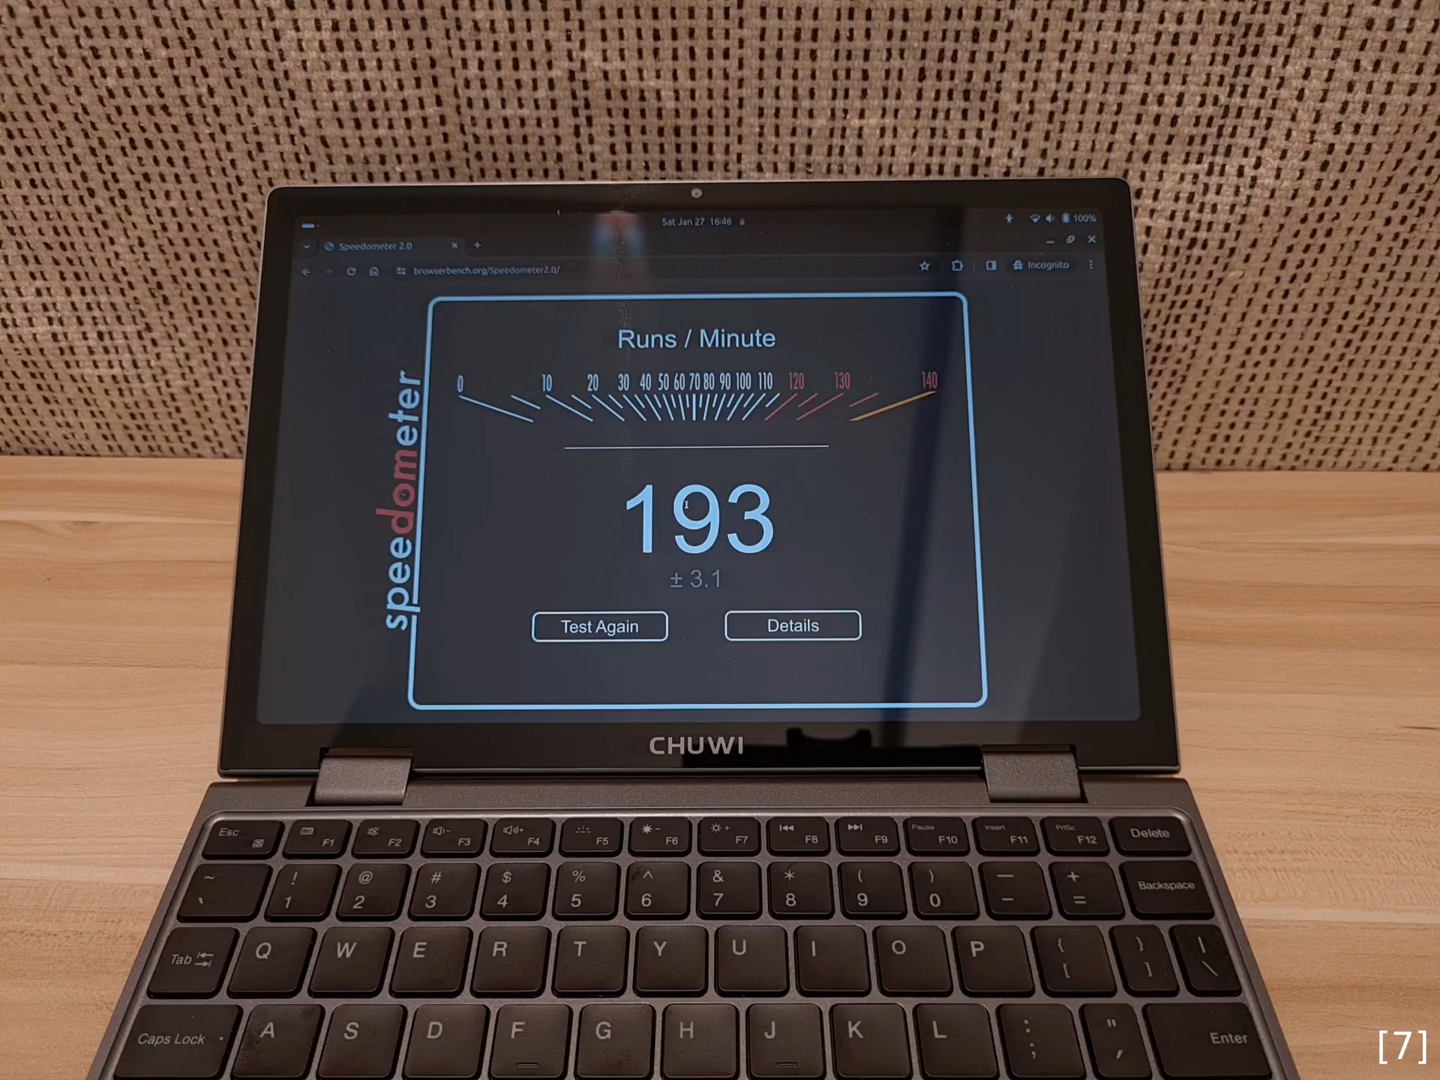 Sat Jan 27 16:46
100%
Speedometer 2.0
browserbench.org/Speedometer2.0/
Incognito
Runs / Minute
0 10 20 30 40 50 60 70 80 90 100 110 120 130 140
speedometer
193
± 3.1
Test Again Details
CHUWI
Esc F1 F2 F3 F4 F5 F6 F7 F8 F9 Pause F10 Insert F11 PrtSc F12 Delete
~ ! @ # $ % ^ & * ( ) — +
` 1 2 3 4 5 6 7 8 9 0 - = Backspace
Tab Q W E R T Y U I O P { [ } ] | \
Caps Lock A S D F G H J K L : ; " , Enter
[7]